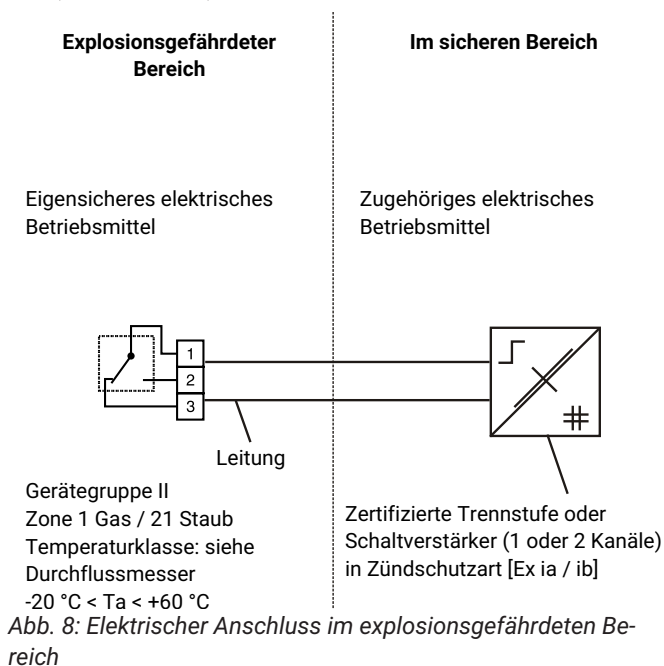 Explosionsgefährdeter
Bereich
Im sicheren Bereich
Eigensicheres elektrisches
Betriebsmittel
Zugehöriges elektrisches
Betriebsmittel
1
2
3
Leitung
Gerätegruppe II
Zone 1 Gas / 21 Staub
Temperaturklasse: siehe
Durchflussmesser
-20 °C < Ta < +60 °C
Zertifizierte Trennstufe oder
Schaltverstärker (1 oder 2 Kanäle)
in Zündschutzart [Ex ia / ib]
Abb. 8: Elektrischer Anschluss im explosionsgefährdeten Be-
reich